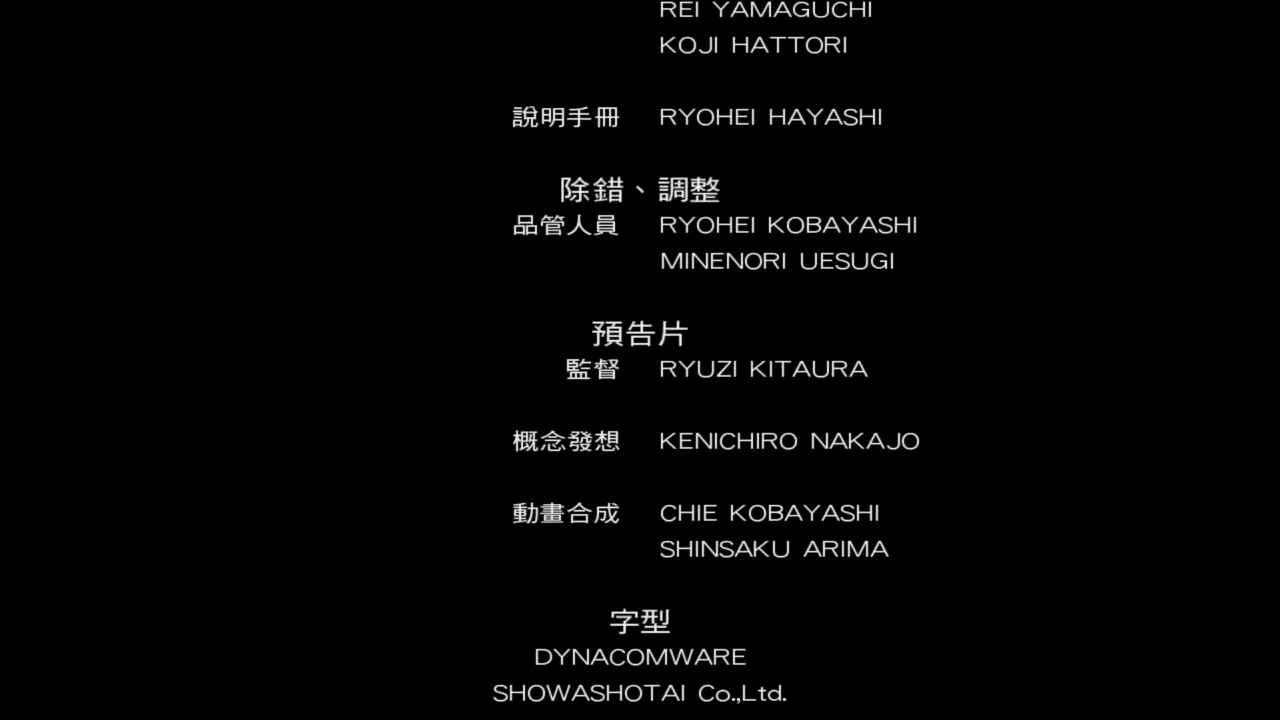 REI YAMAGUCHI
KOJI HATTORI
說明手冊 RYOHEI HAYASHI
除錯、調整
品管人員 RYOHEI KOBAYASHI
MINENORI UESUGI
預告片
監督 RYUZI KITAURA
概念發想 KENICHIRO NAKAJO
動畫合成 CHIE KOBAYASHI
SHINSAKU ARIMA
字型
DYNACOMWARE
SHOWASHOTAI Co.,Ltd.